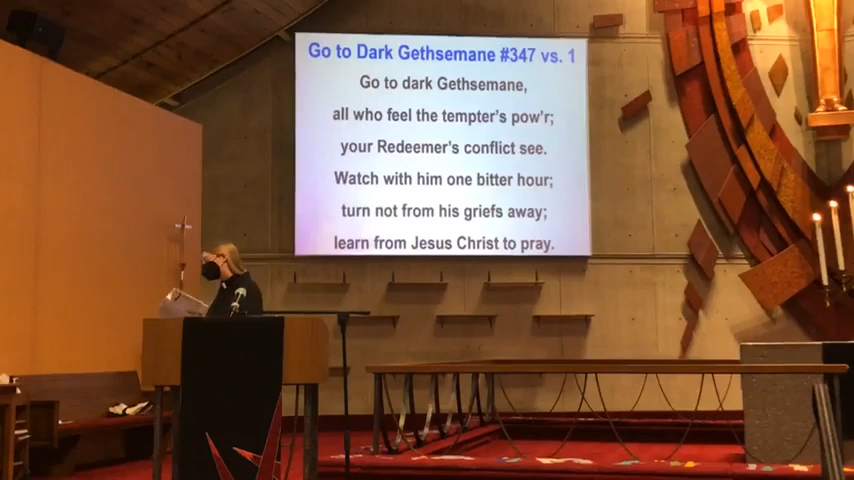 Go to Dark Gethsemane #347 vs. 1
Go to dark Gethsemane,
all who feel the tempter's pow'r;
your Redeemer's conflict see.
Watch with him one bitter hour;
turn not from his griefs away;
learn from Jesus Christ to pray.